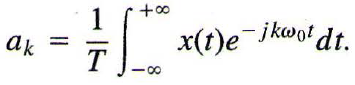 a_k = \frac{1}{T} \int_{-\infty}^{+\infty} x(t)e^{-jk\omega_0 t} dt.